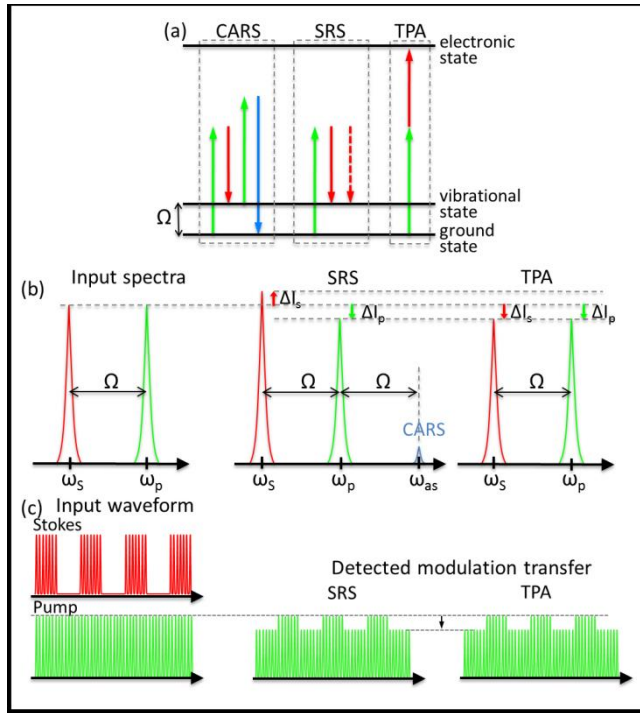 (a) CARS SRS TPA
electronic
state
vibrational
state
Ω
ground
state
(b) Input spectra SRS TPA
ΔIs ΔIp ΔIs ΔIp
Ω Ω Ω Ω
CARS
ωS ωp ωS ωp ωas ωS ωp
(c) Input waveform
Stokes
Detected modulation transfer
Pump SRS TPA